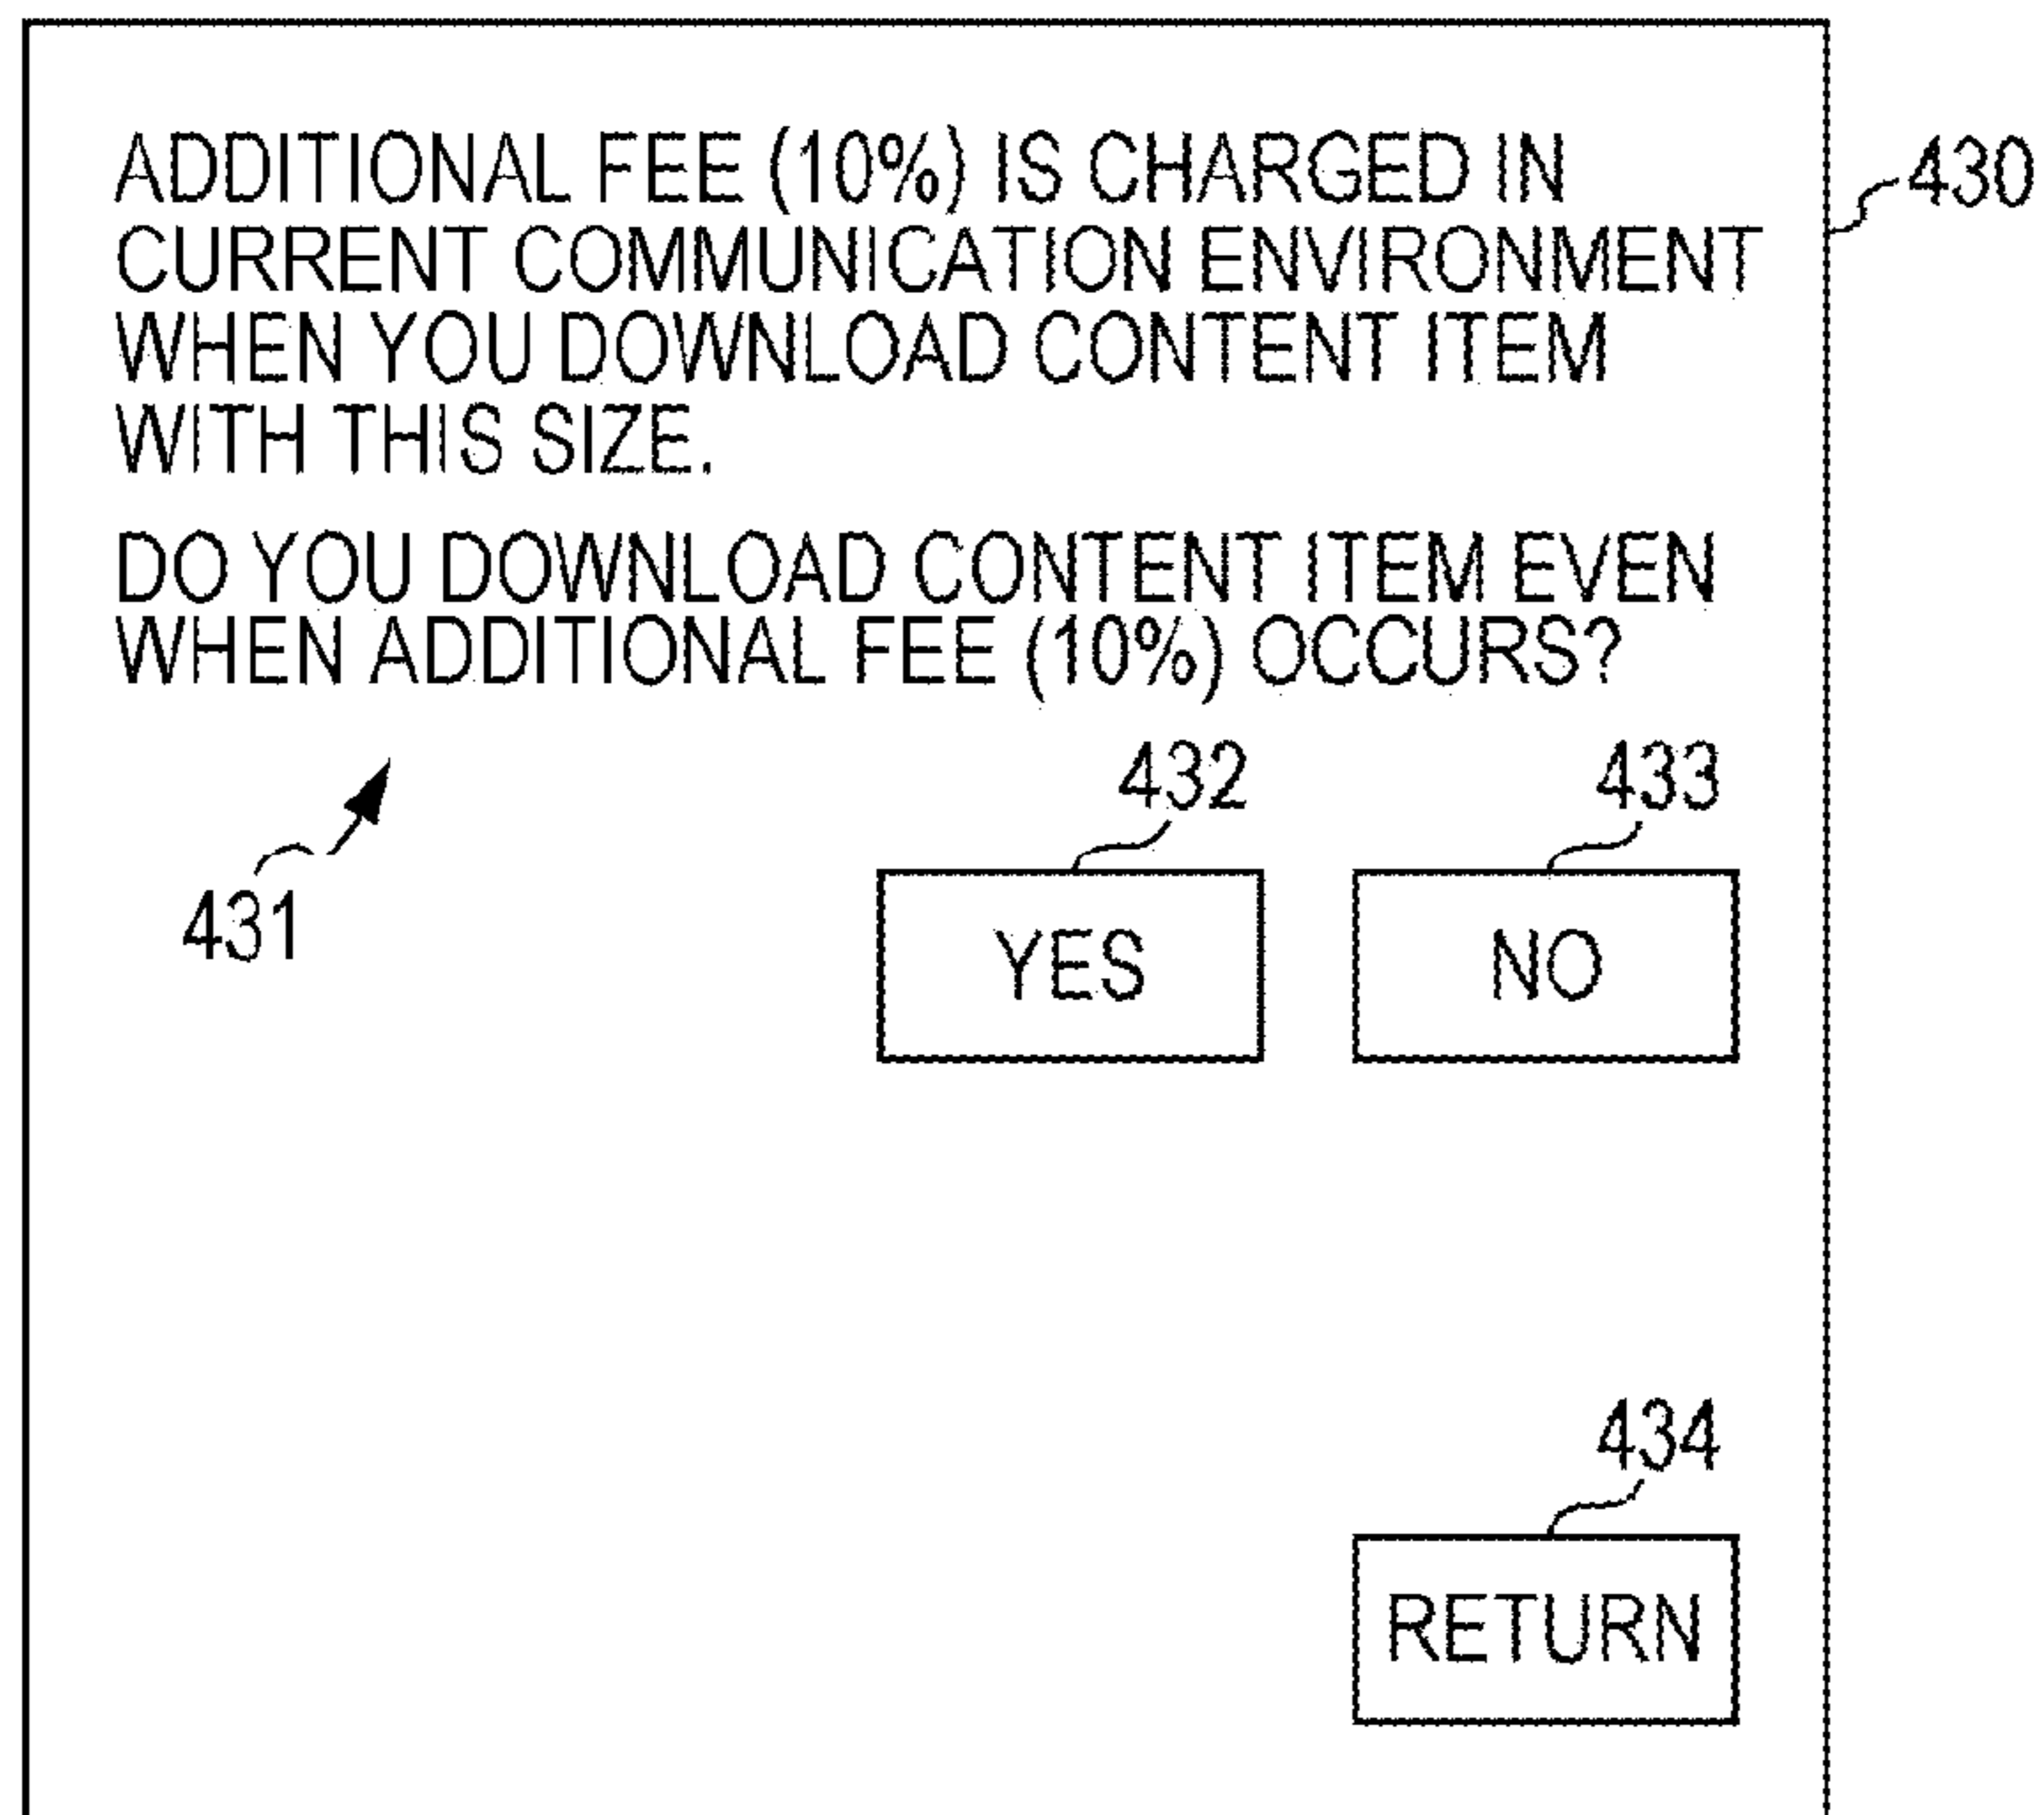 ADDITIONAL FEE (10%) IS CHARGED IN
CURRENT COMMUNICATION ENVIRONMENT
WHEN YOU DOWNLOAD CONTENT ITEM
WITH THIS SIZE.
DO YOU DOWNLOAD CONTENT ITEM EVEN
WHEN ADDITIONAL FEE (10%) OCCURS?
430
431
432
433
YES
NO
434
RETURN